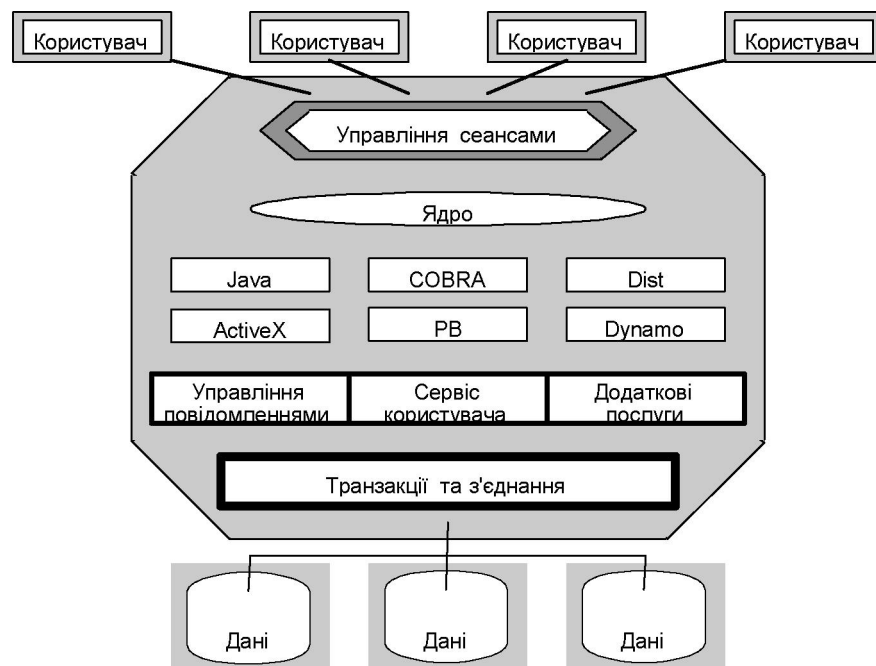 Користувач Користувач Користувач Користувач
Управління сеансами
Ядро
Java COBRA Dist
ActiveX PB Dynamo
Управління Сервіс Додаткові
повідомленнями користувача послуги
Транзакції та з'єднання
Дані Дані Дані